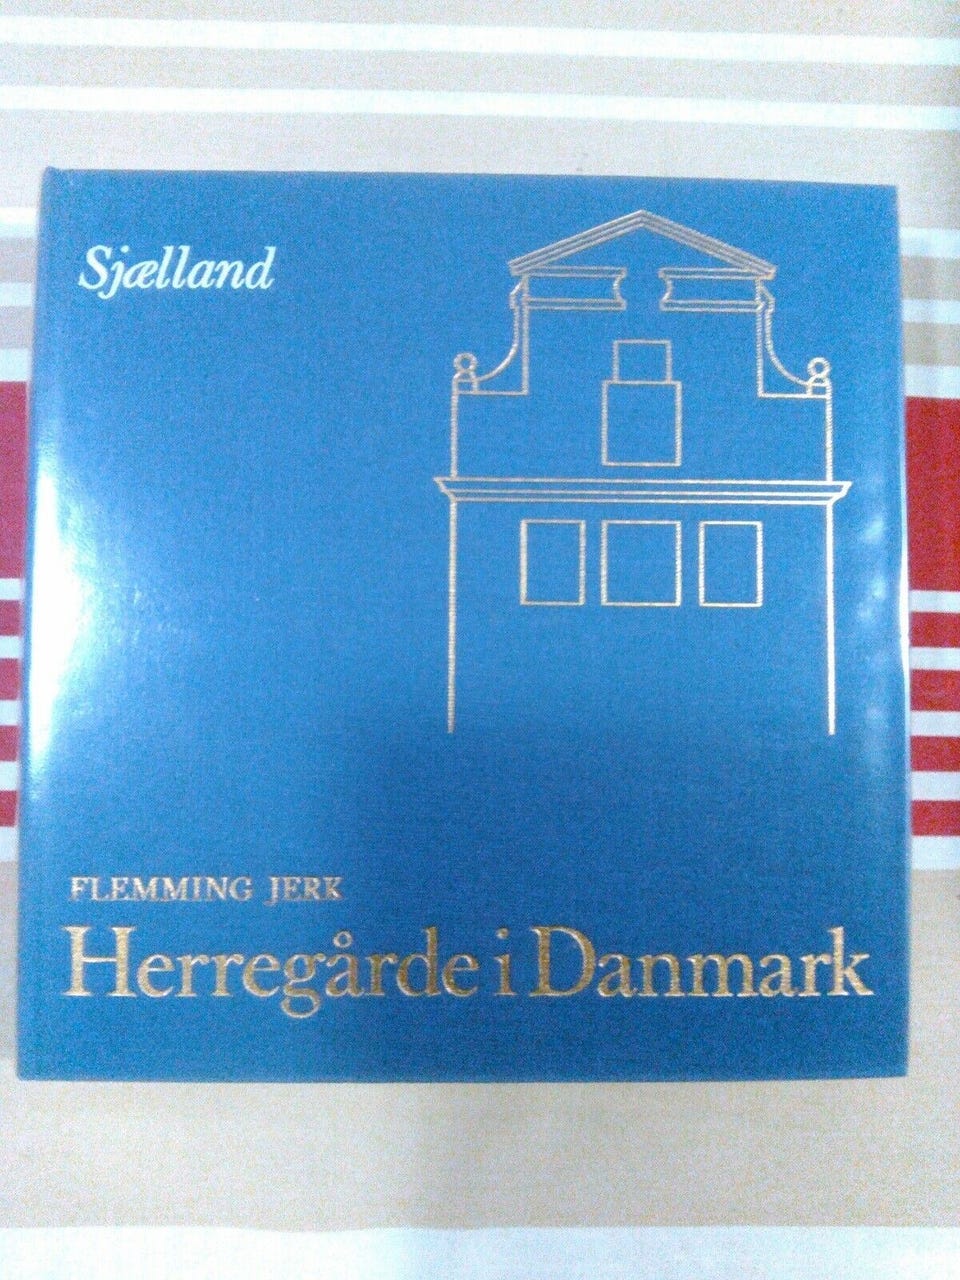 Sjælland
FLEMMING JERK
Herregårde i Danmark